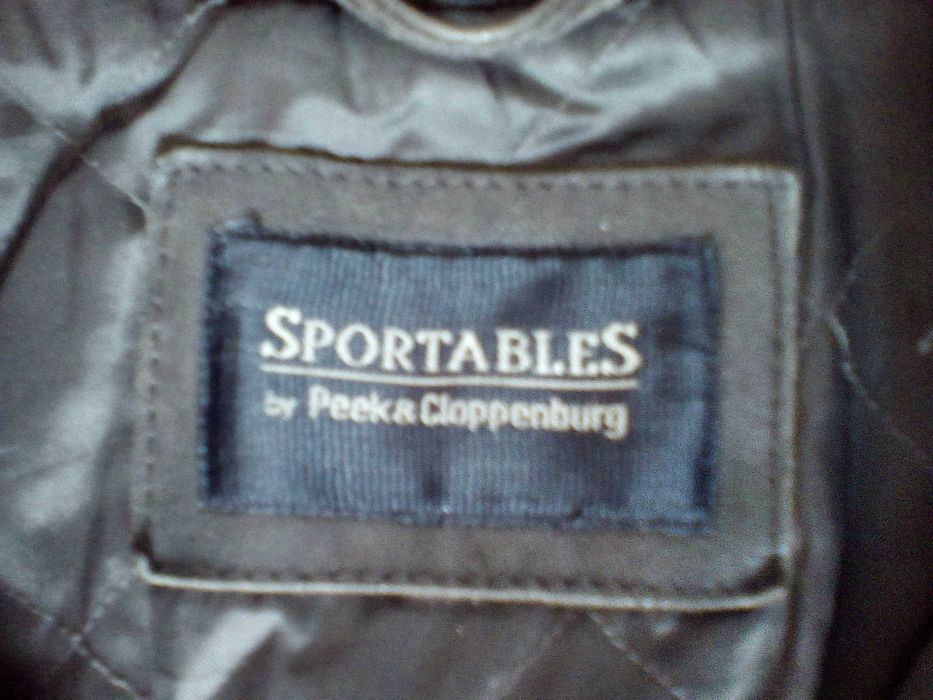 SPORTABLES
by Peek & Cloppenburg